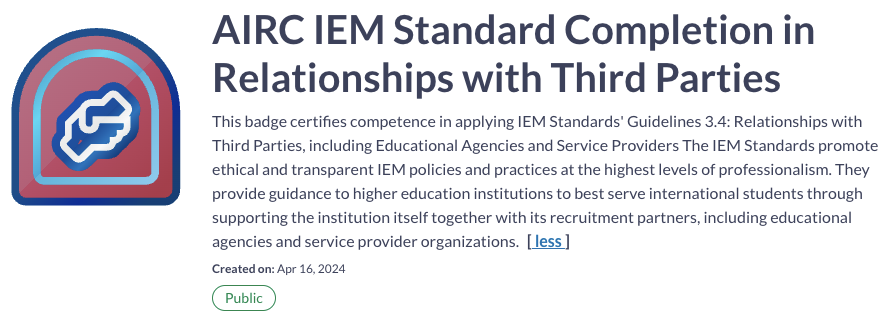 AIRC IEM Standard Completion in
Relationships with Third Parties
This badge certifies competence in applying IEM Standards' Guidelines 3.4: Relationships with
Third Parties, including Educational Agencies and Service Providers The IEM Standards promote
ethical and transparent IEM policies and practices at the highest levels of professionalism. They
provide guidance to higher education institutions to best serve international students through
supporting the institution itself together with its recruitment partners, including educational
agencies and service provider organizations. [ less ]
Created on: Apr 16, 2024
Public